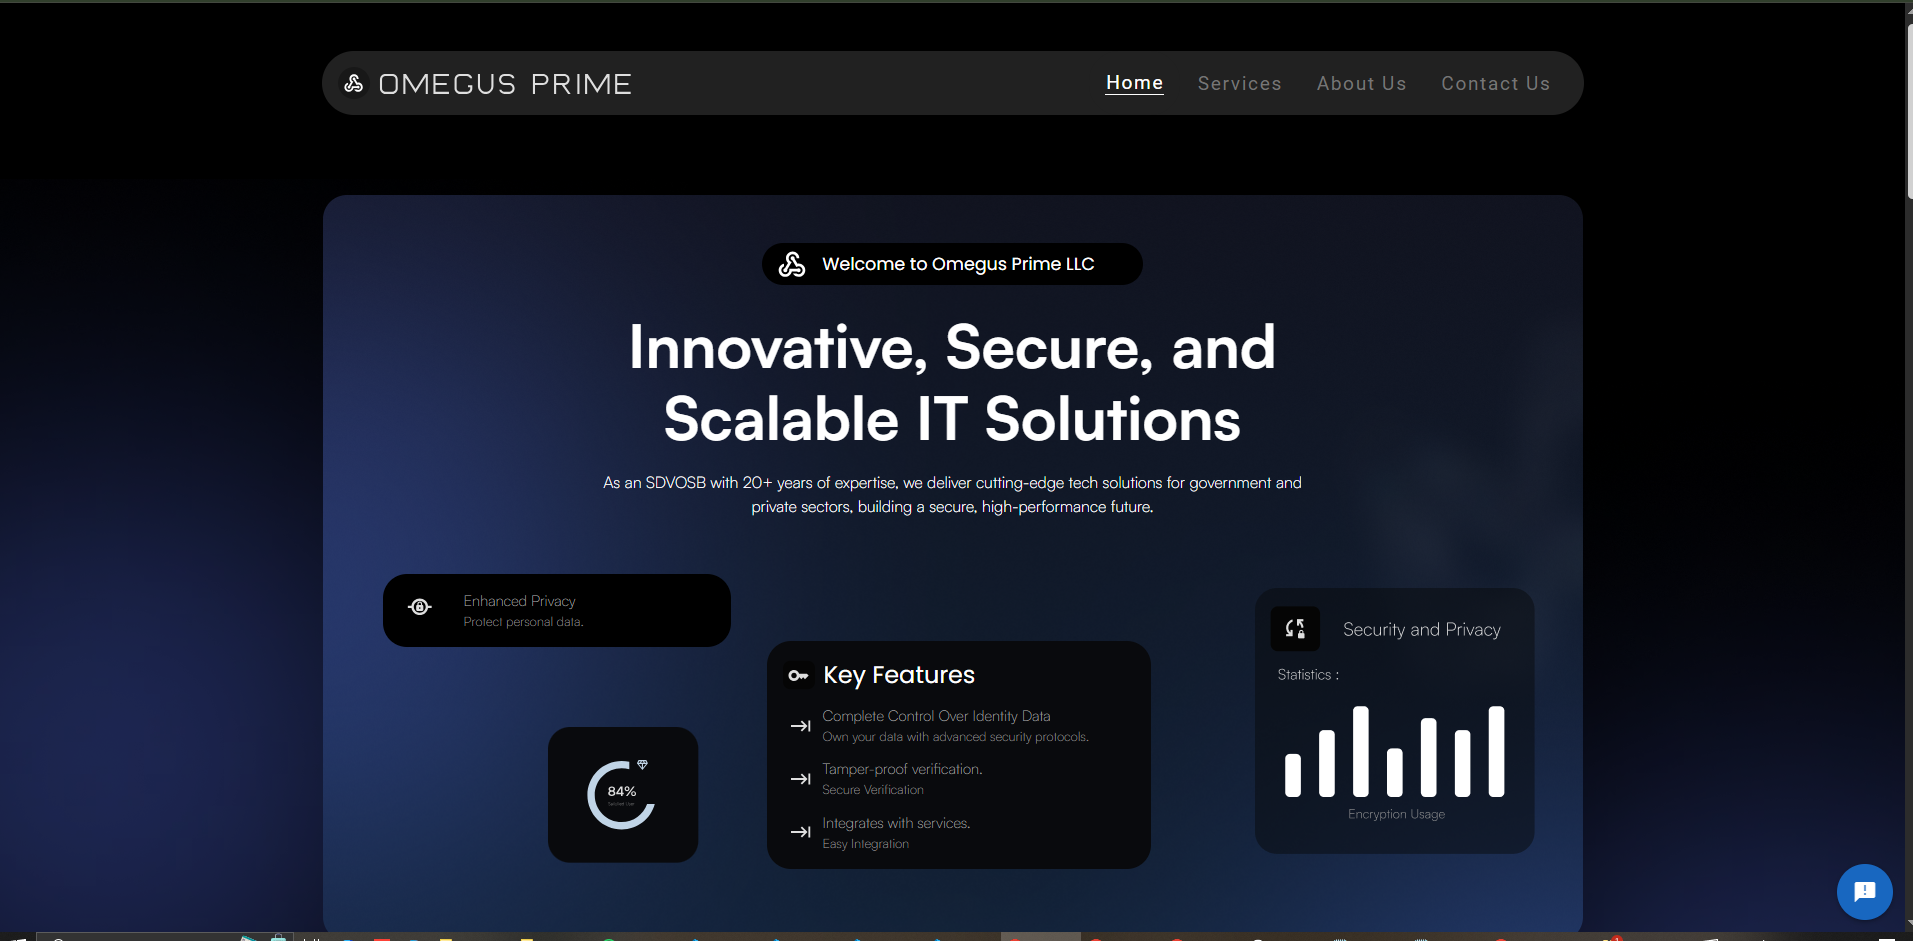 OMEGUS PRIME
Home
Services
About Us
Contact Us
Welcome to Omegus Prime LLC
Innovative, Secure, and
Scalable IT Solutions
As an SDVOSB with 20+ years of expertise, we deliver cutting-edge tech solutions for government and
private sectors, building a secure, high-performance future.
Enhanced Privacy
Protect personal data.
84%
Key Features
Complete Control Over Identity Data
Own your data with advanced security protocols.
Tamper-proof verification.
Secure Verification
Integrates with services.
Easy Integration
Security and Privacy
Statistics :
Encryption Usage